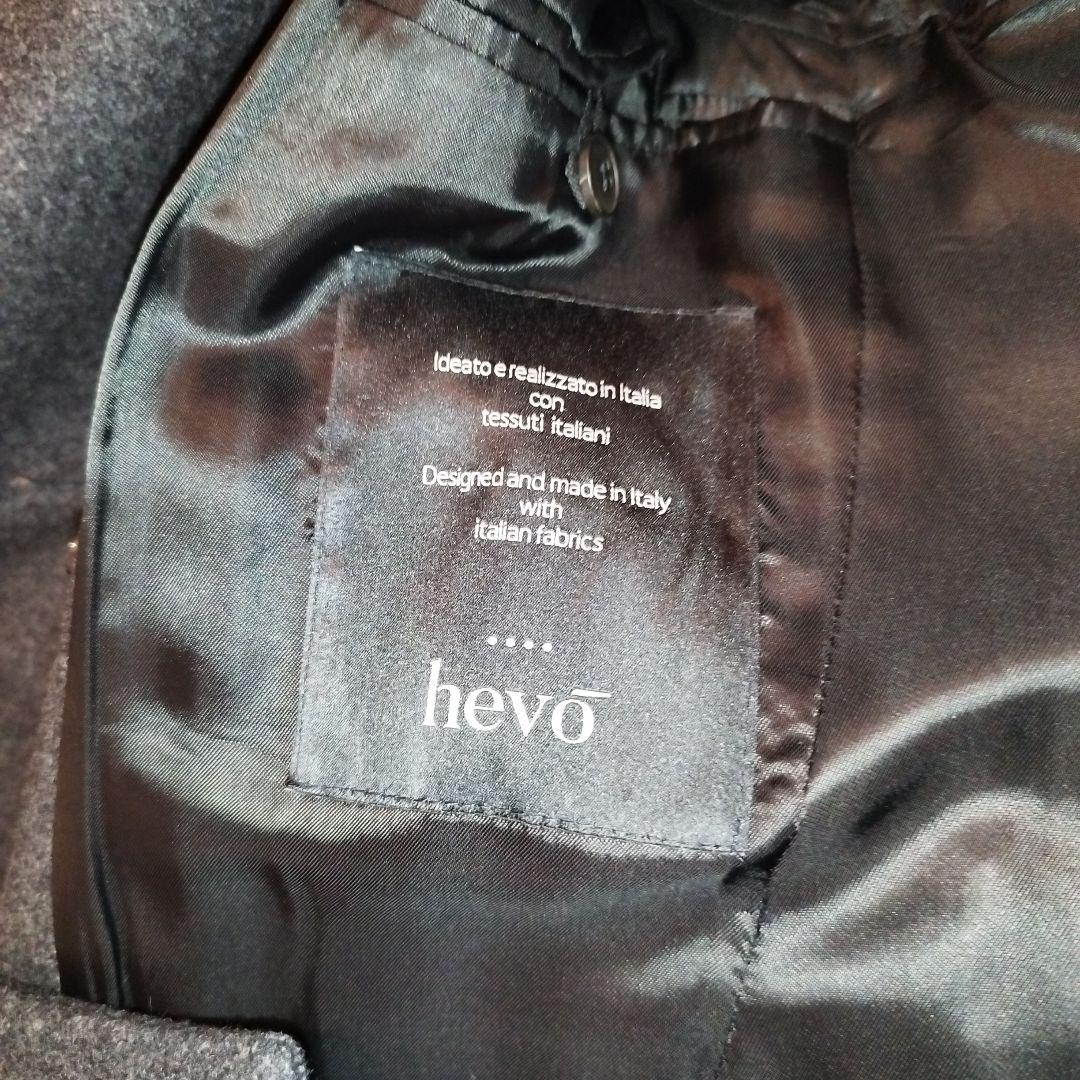 Ideato e realizzato in Italia
con
tessuti italiani
Designed and made in Italy
with
italian fabrics
hevō